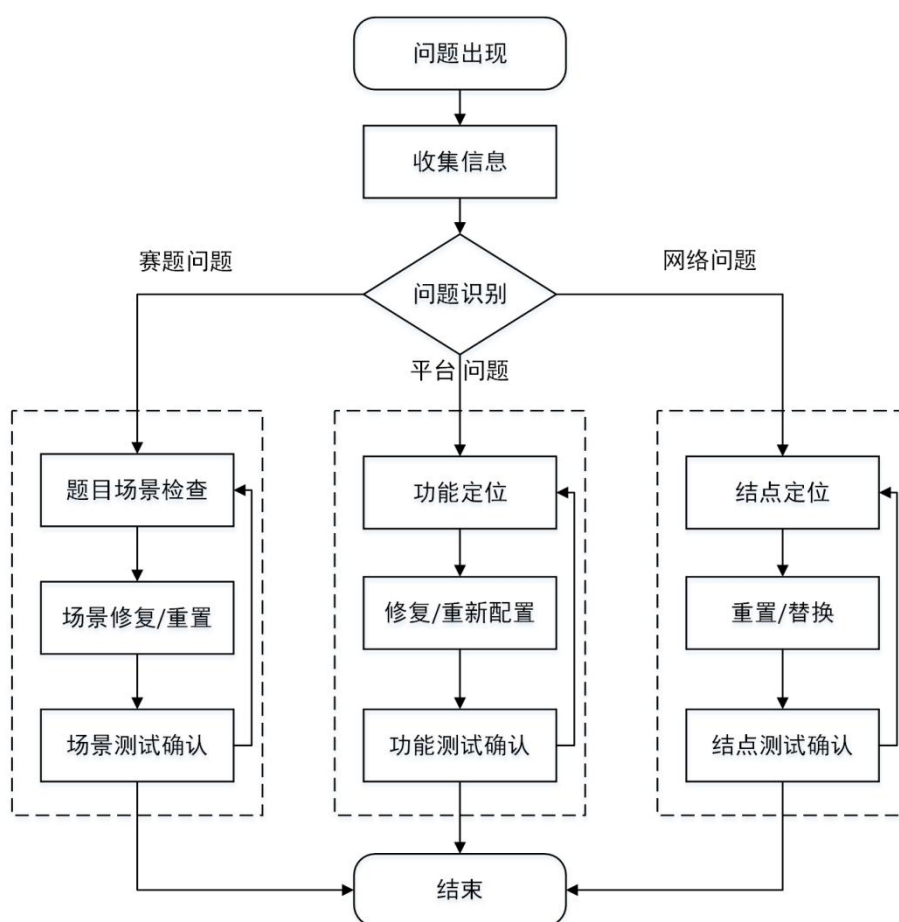 问题出现
收集信息
赛题问题
网络问题
问题识别
平台问题
题目场景检查
功能定位
结点定位
场景修复/重置
修复/重新配置
重置/替换
场景测试确认
功能测试确认
结点测试确认
结束